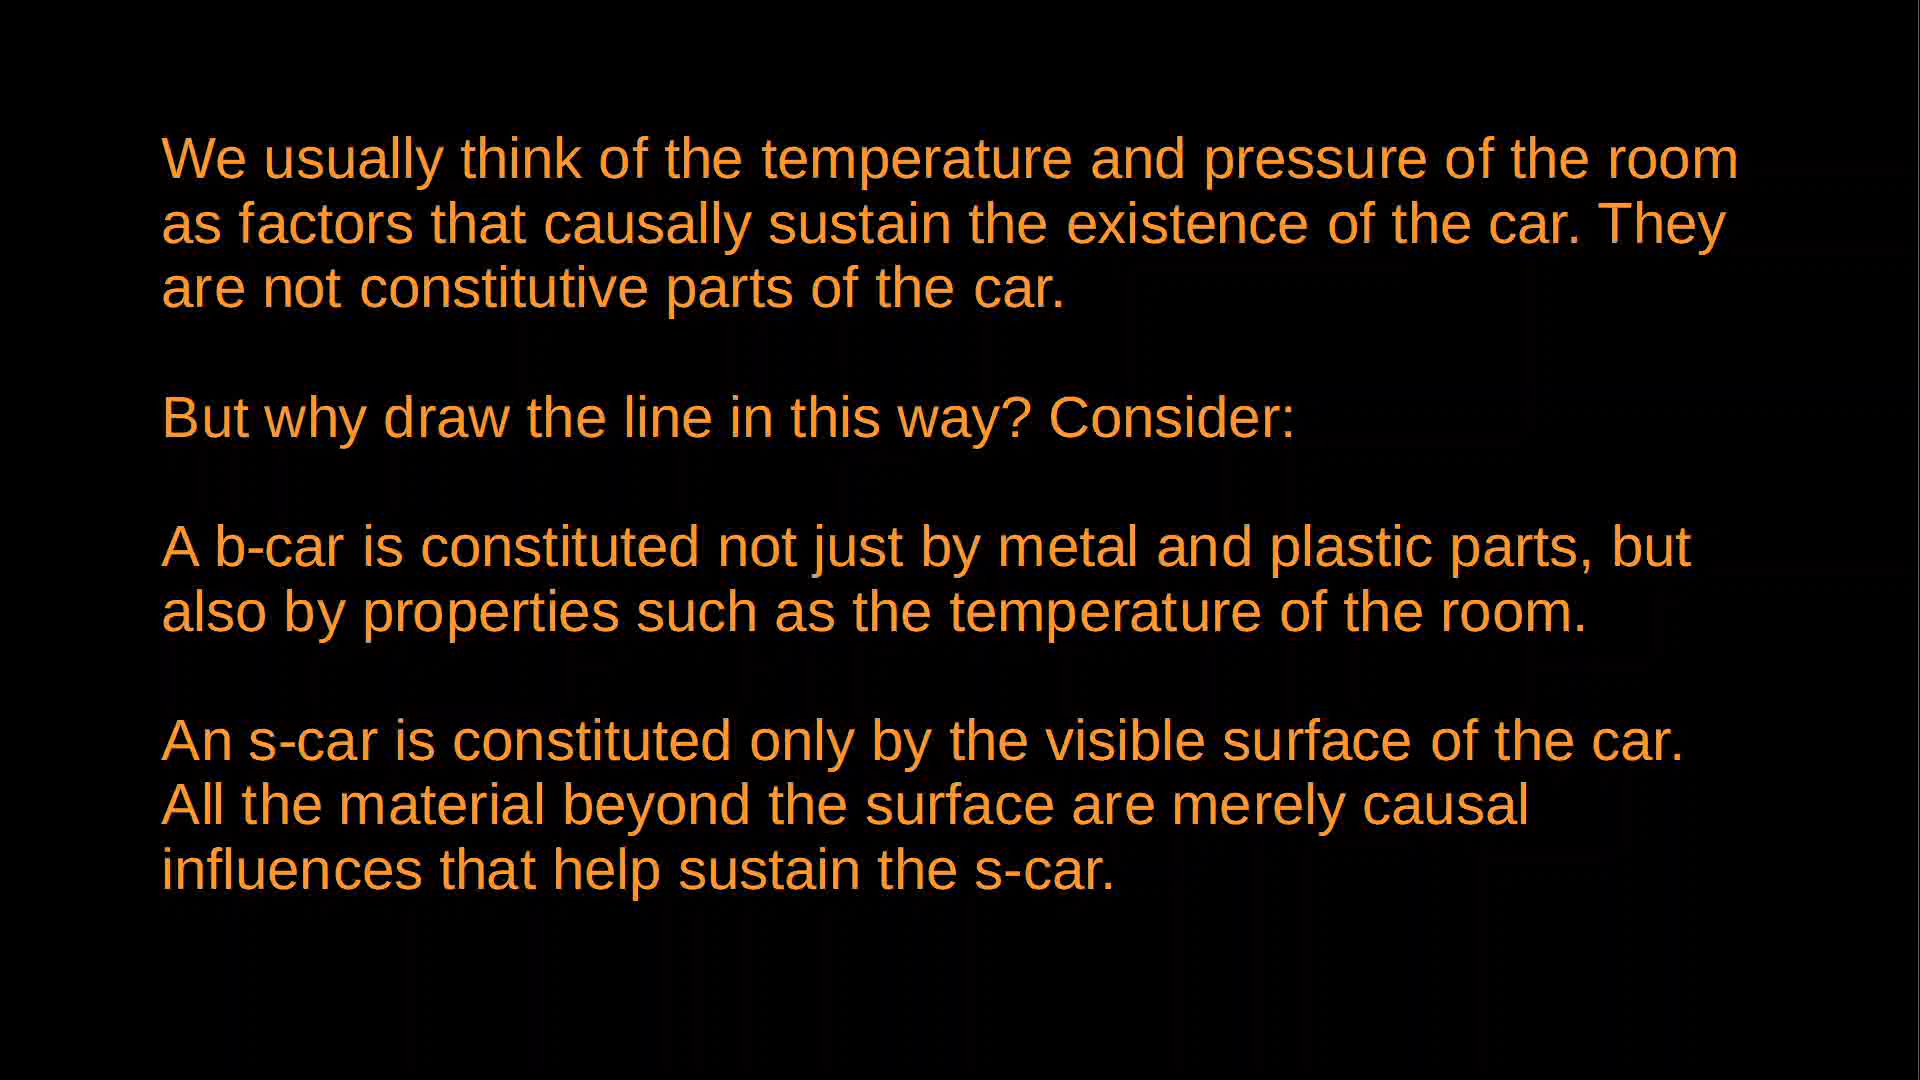 We usually think of the temperature and pressure of the room
as factors that causally sustain the existence of the car. They
are not constitutive parts of the car.
But why draw the line in this way? Consider:
A b-car is constituted not just by metal and plastic parts, but
also by properties such as the temperature of the room.
An s-car is constituted only by the visible surface of the car.
All the material beyond the surface are merely causal
influences that help sustain the s-car.